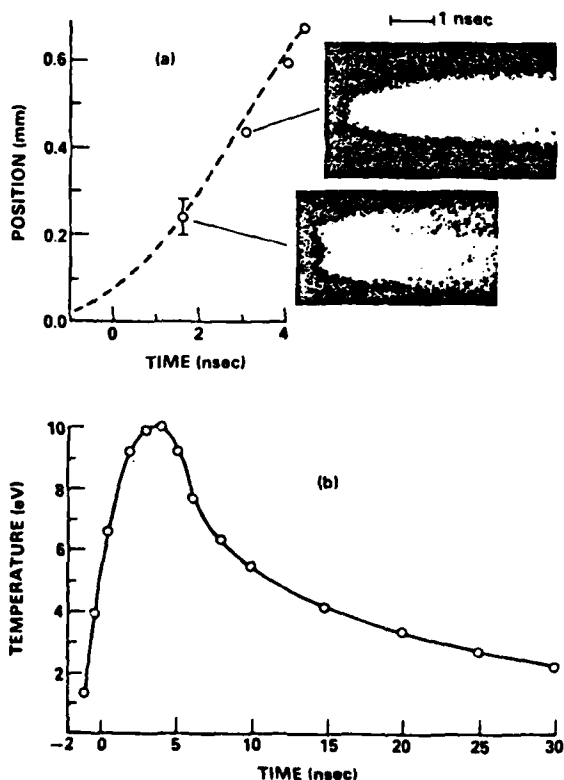 1 nsec
(a)
POSITION (mm)
0.6
0.4
0.2
0.0
0 2 4
TIME (nsec)
(b)
TEMPERATURE (eV)
10
8
6
4
2
-2 0 5 10 15 20 25 30
TIME (nsec)